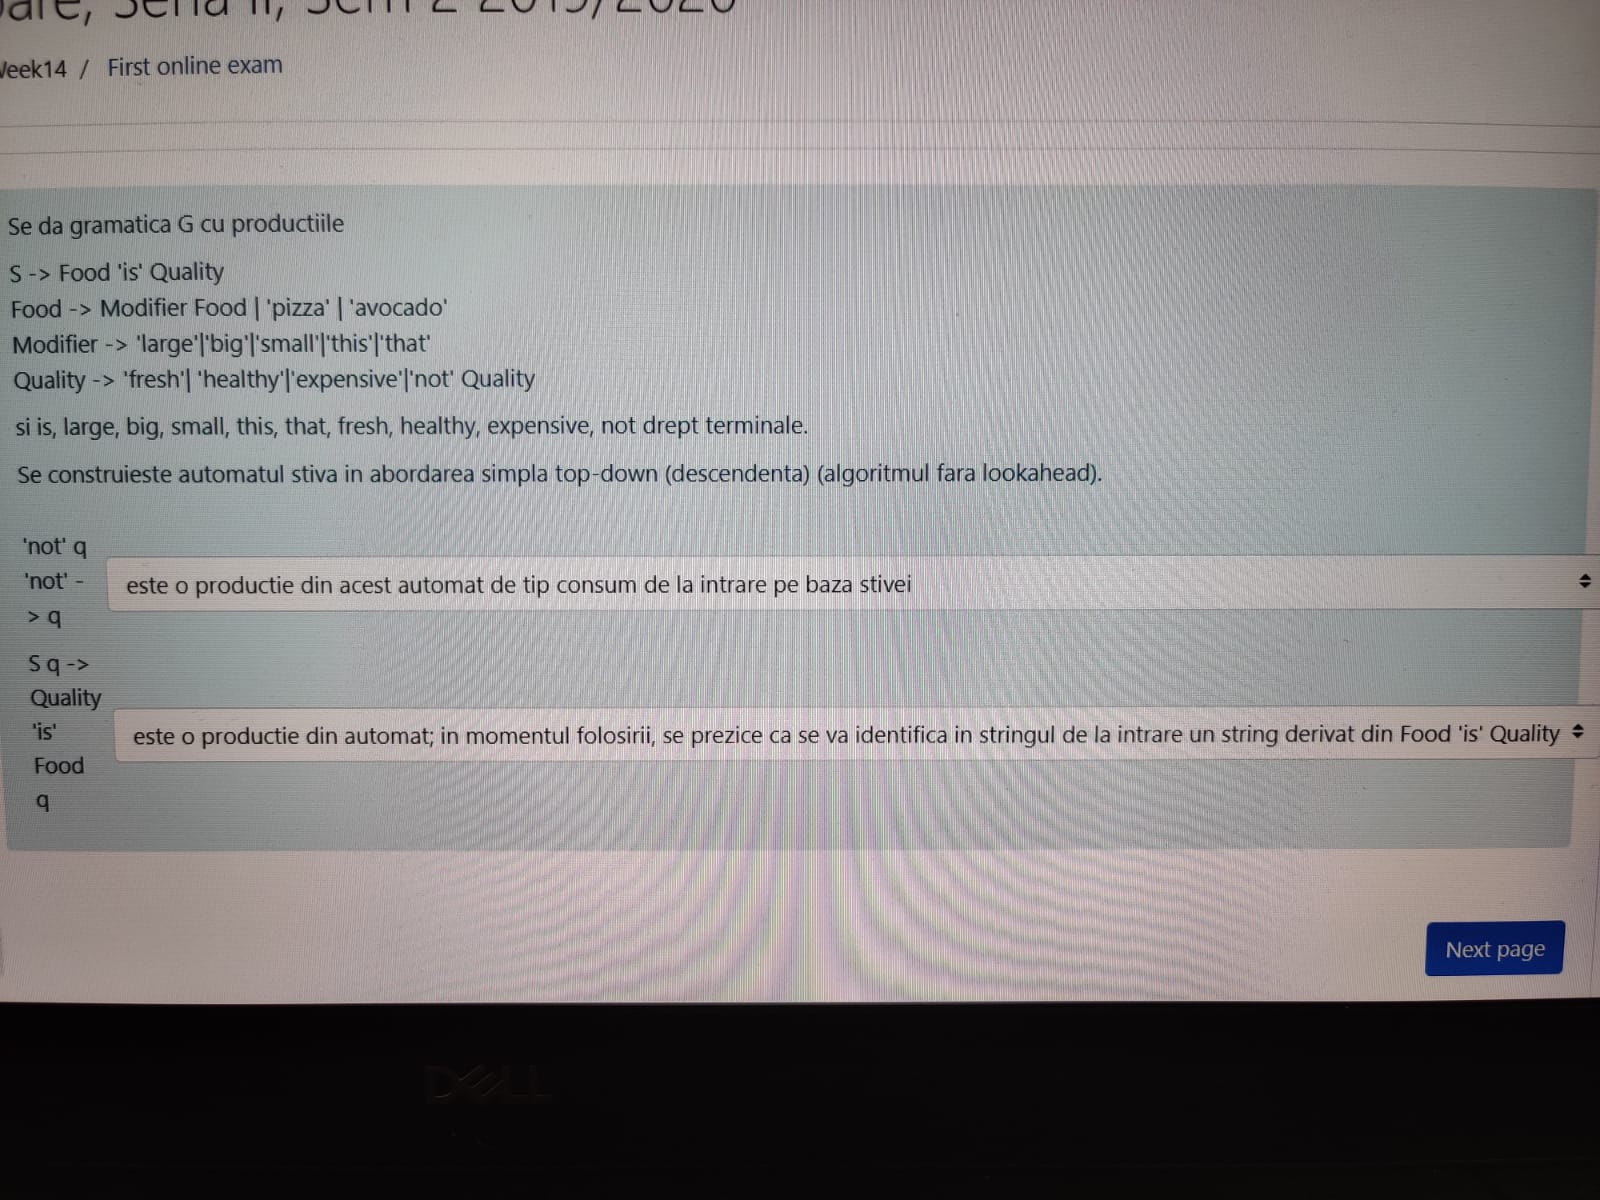 Seria II, Sem 2 2019/2020
/ First online exam
Se da gramatica G cu productiile
S -> Food 'is' Quality
Food -> Modifier Food | 'pizza' | 'avocado'
Modifier -> 'large'|'big'|'small'|'this'|'that'
Quality -> 'fresh'| 'healthy'|'expensive'|'not' Quality
si is, large, big, small, this, that, fresh, healthy, expensive, not drept terminale.
Se construieste automatul stiva in abordarea simpla top-down (descendenta) (algoritmul fara lookahead).
'not' q
'not' -
> q
este o productie din acest automat de tip consum de la intrare pe baza stivei
S q ->
Quality
'is'
Food
q
este o productie din automat; in momentul folosirii, se prezice ca se va identifica in stringul de la intrare un string derivat din Food 'is' Quality
Next page
DELL